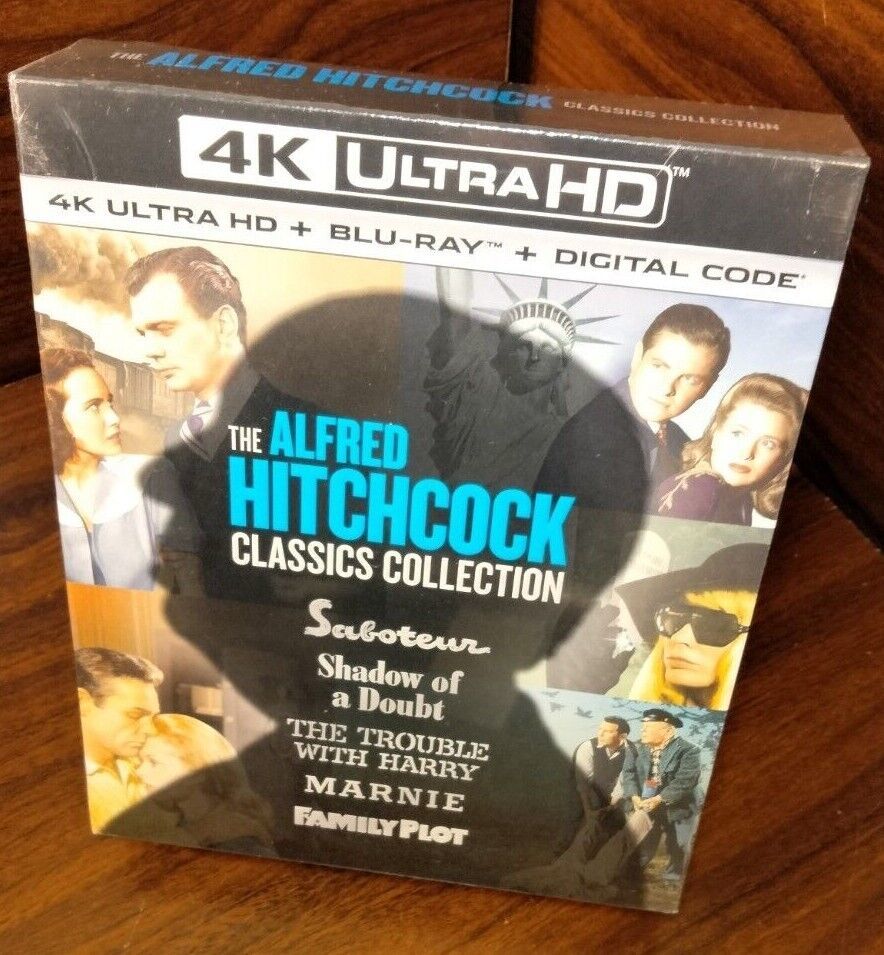 THE ALFRED HITCHCOCK CLASSICS COLLECTION
4K ULTRA HD™
4K ULTRA HD + BLU-RAY™ + DIGITAL CODE*
THE ALFRED
HITCHCOCK
CLASSICS COLLECTION
Saboteur
Shadow of
a Doubt
THE TROUBLE
WITH HARRY
MARNIE
FAMILY PLOT